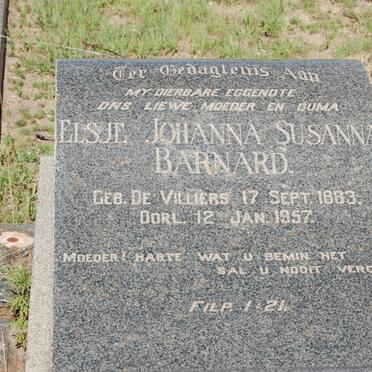 Ter Gedagtenis Aan
MY DIERBARE EGGENOTE
ONS LIEWE MOEDER EN OUMA
ELSJE JOHANNA SUSANNA
BARNARD.
GEB. DE VILLIERS 17 SEPT. 1883.
OORL. 12 JAN. 1957.
MOEDER! HARTE WAT U BEMIN HET
SAL U NOOIT
FILP. 1:21.